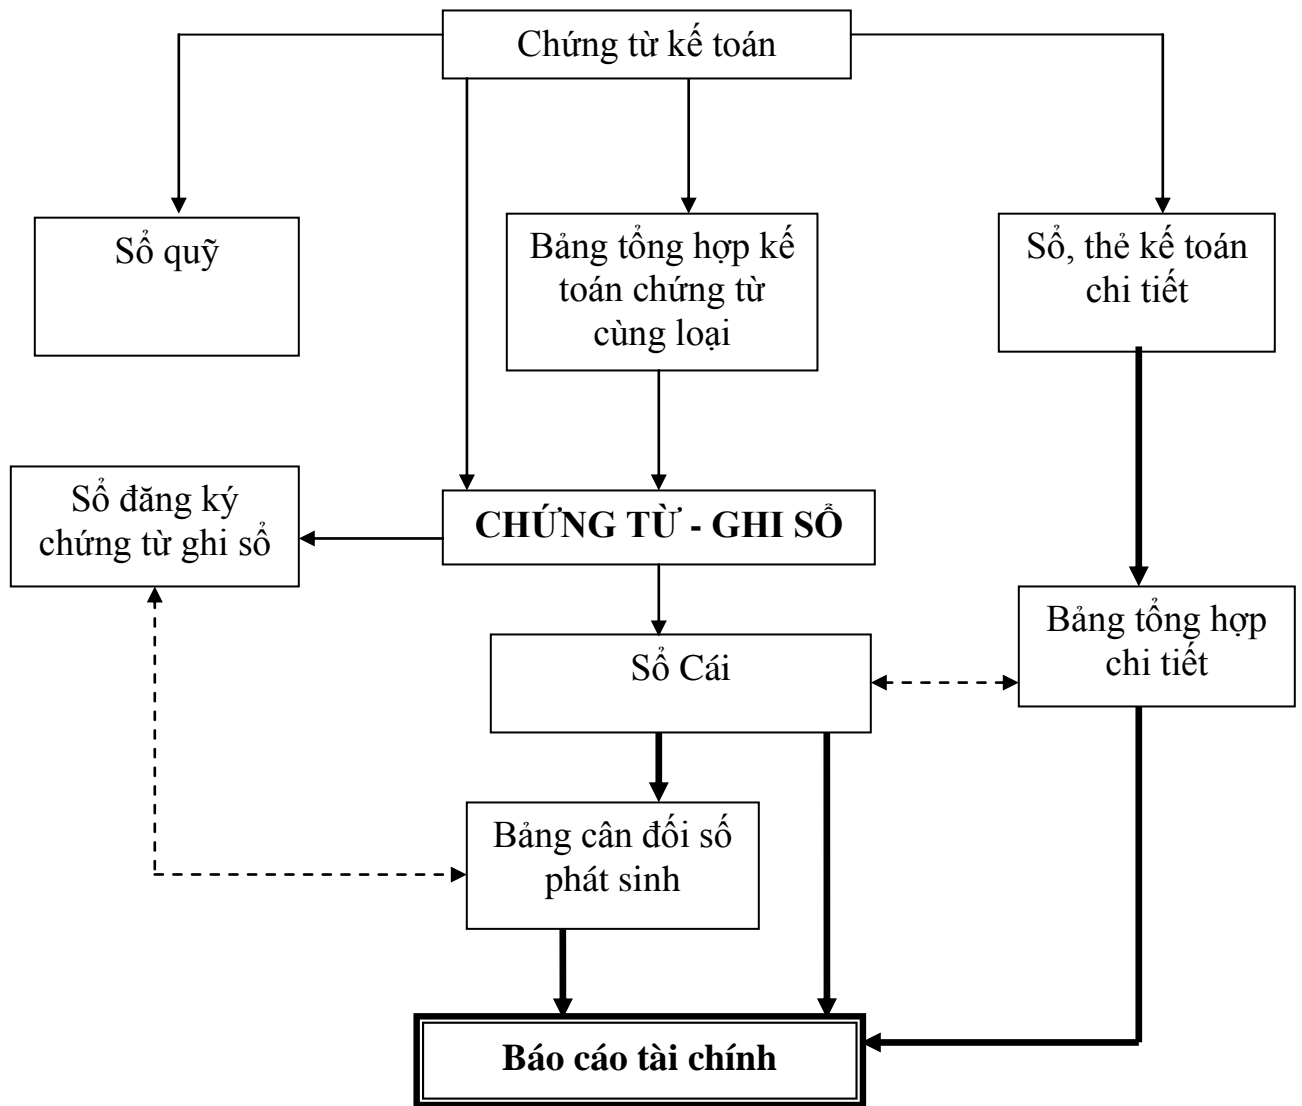 Chứng từ kế toán
Sổ quỹ
Bảng tổng hợp kế
toán chứng từ
cùng loại
Sổ, thẻ kế toán
chi tiết
Sổ đăng ký
chứng từ ghi sổ
CHỨNG TỪ - GHI SỔ
Bảng tổng hợp
chi tiết
Sổ Cái
Bảng cân đối số
phát sinh
Báo cáo tài chính